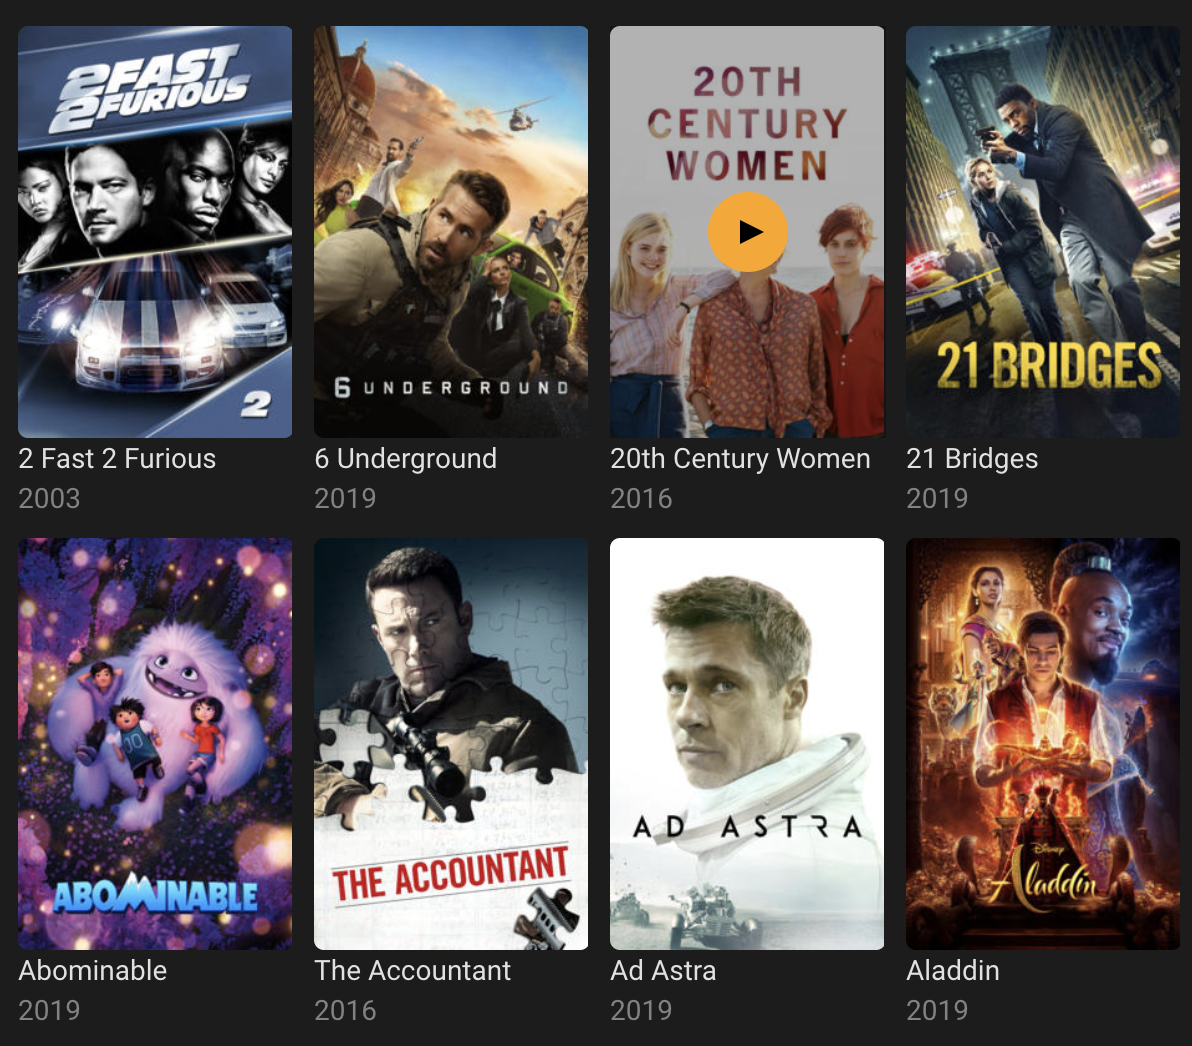 2FAST
2FURIOUS
2
2 Fast 2 Furious
2003
6 UNDERGROUND
6 Underground
2019
20TH
CENTURY
WOMEN
20th Century Women
2016
21 BRIDGES
21 Bridges
2019
ABOMINABLE
Abominable
2019
THE ACCOUNTANT
The Accountant
2016
AD ASTRA
Ad Astra
2019
Disney
Aladdin
Aladdin
2019